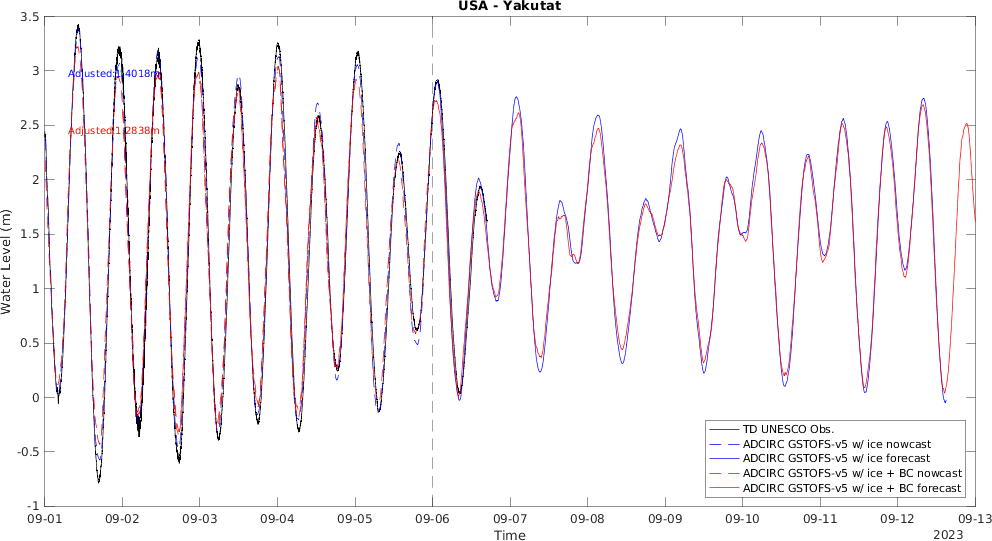 USA - Yakutat
3.5
3
2.5
2
1.5
1
0.5
0
-0.5
-1
Water Level (m)
Adjusted:1.4018m
Adjusted:1.2838m
TD UNESCO Obs.
ADCIRC GSTOFS-v5 w/ ice nowcast
ADCIRC GSTOFS-v5 w/ ice forecast
ADCIRC GSTOFS-v5 w/ ice + BC nowcast
ADCIRC GSTOFS-v5 w/ ice + BC forecast
09-01 09-02 09-03 09-04 09-05 09-06 09-07 09-08 09-09 09-10 09-11 09-12 09-13
Time
2023